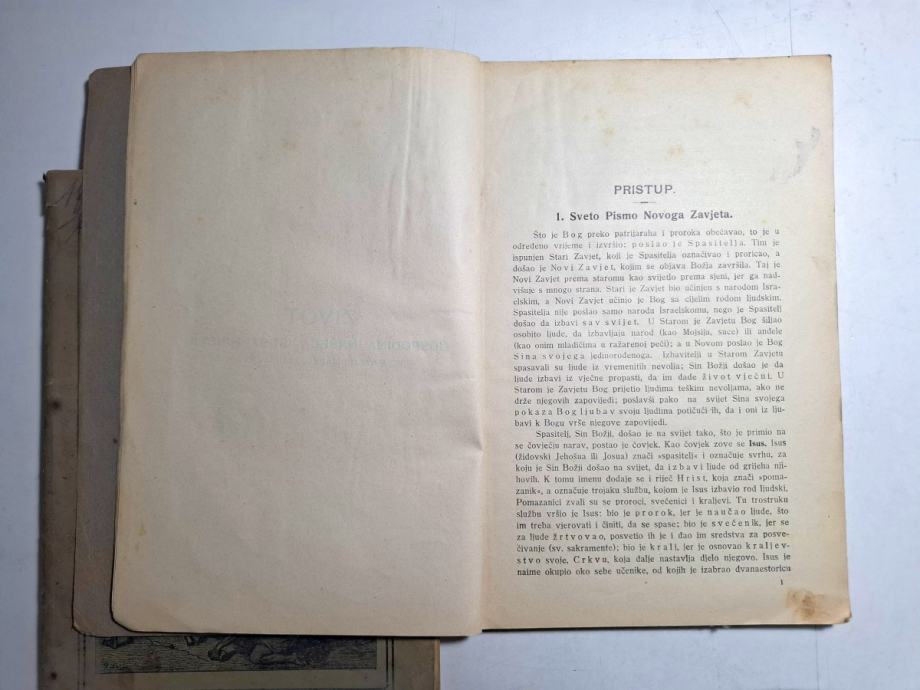 PRISTUP.
1. Sveto Pismo Novoga Zavjeta.
Što je Bog preko patrijaraha i proroka obećavao, to je u
određeno vrijeme i izvršio: poslao je Spasitelja. Tim je
ispunjen Stari Zavjet, koji je Spasitelja označivao i proricao, a
došao je Novi Zavjet, kojim se objava Božja završila. Taj je
Novi Zavjet prema staromu kao svijetlo prema sjeni, jer ga nad-
višuje s mnogo strana. Stari je Zavjet bio učinjen s narodom Isra-
elskim, a Novi Zavjet učinio je Bog sa cijelim rodom ljudskim.
Spasitelja nije poslao samo narodu Israelskomu, nego je Spasitelj
došao da izbavi sav svijet. U Starom je Zavjetu Bog šiljao
osobito ljude, da izbavljaju narod (kao Mojsija, suce) ili anđele
(kao onim mladićima u ražarenoj peći); a u Novom poslao je Bog
Sina svojega jednorođenoga. Izbavitelji u Starom Zavjetu
spasavali su ljude iz vremenitih nevolja; Sin Božji došao je da
ljude izbavi iz vječne propasti, da im dade život vječni. U
Starom je Zavjetu Bog prijetio ljudima teškim nevoljama, ako ne
drže njegovih zapovijedi; poslavši pako na svijet Sina svojega
pokaza Bog ljubav svoju ljudima potičući ih, da i oni iz lju-
bavi k Bogu vrše njegove zapovijedi.
Spasitelj, Sin Božji, došao je na svijet tako, što je primio na
se čovječju narav, postao je čovjek. Kao čovjek zove se Isus. Isus
(židovski Jehošua ili Josua) znači »spasitelj« i označuje svrhu, za
koju je Sin Božji došao na svijet, da izbavi ljude od grijeha nji-
hovih. K tomu imenu dodaje se i riječ Hrist, koja znači »poma-
zanik«, a označuje trojaku službu, kojom je Isus izbavio rod ljudski.
Pomazanici zvali su se proroci, svećenici i kraljevi. Tu trostruku
službu vršio je Isus: bio je prorok, jer je naučao ljude, što
im treba vjerovati i činiti, da se spase; bio je svećenik, jer se
za ljude žrtvovao, posvetio ih je i dao im sredstva za posve-
ćivanje (sv. sakramente); bio je kralj, jer je osnovao kraljev-
stvo svoje, Crkvu, koja dalje nastavlja djelo njegovo. Isus je
naime okupio oko sebe učenike, od kojih je izabrao dvanaestoricu
1